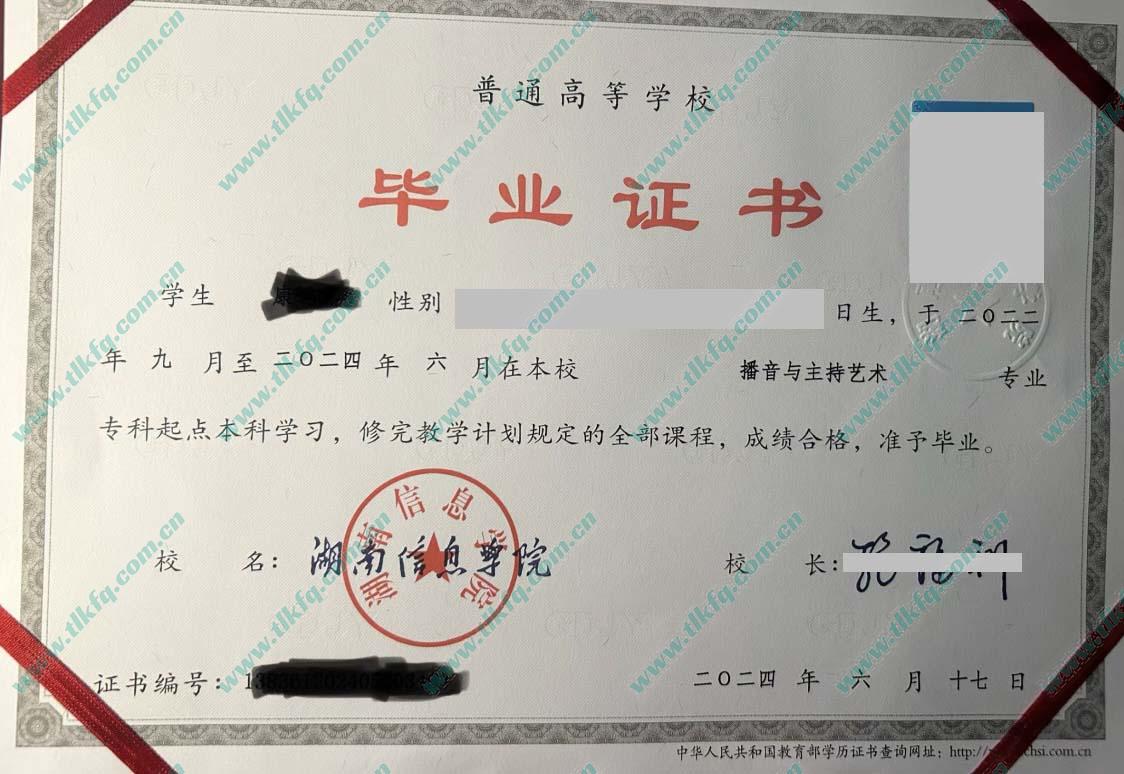 普通高等学校
毕业证书
学生 康 性别 日生，于 二〇二二
年 九 月至 二〇二四 年 六 月在本校 播音与主持艺术 专业
专科起点本科学习，修完教学计划规定的全部课程，成绩合格，准予毕业。
校 名：湖南信息学院
湖南信息学院
校 长：
证书编号：
二〇二四 年 六 月 十七 日
中华人民共和国教育部学历证书查询网址：http://www.chsi.com.cn
www.tlkfq.com.cn